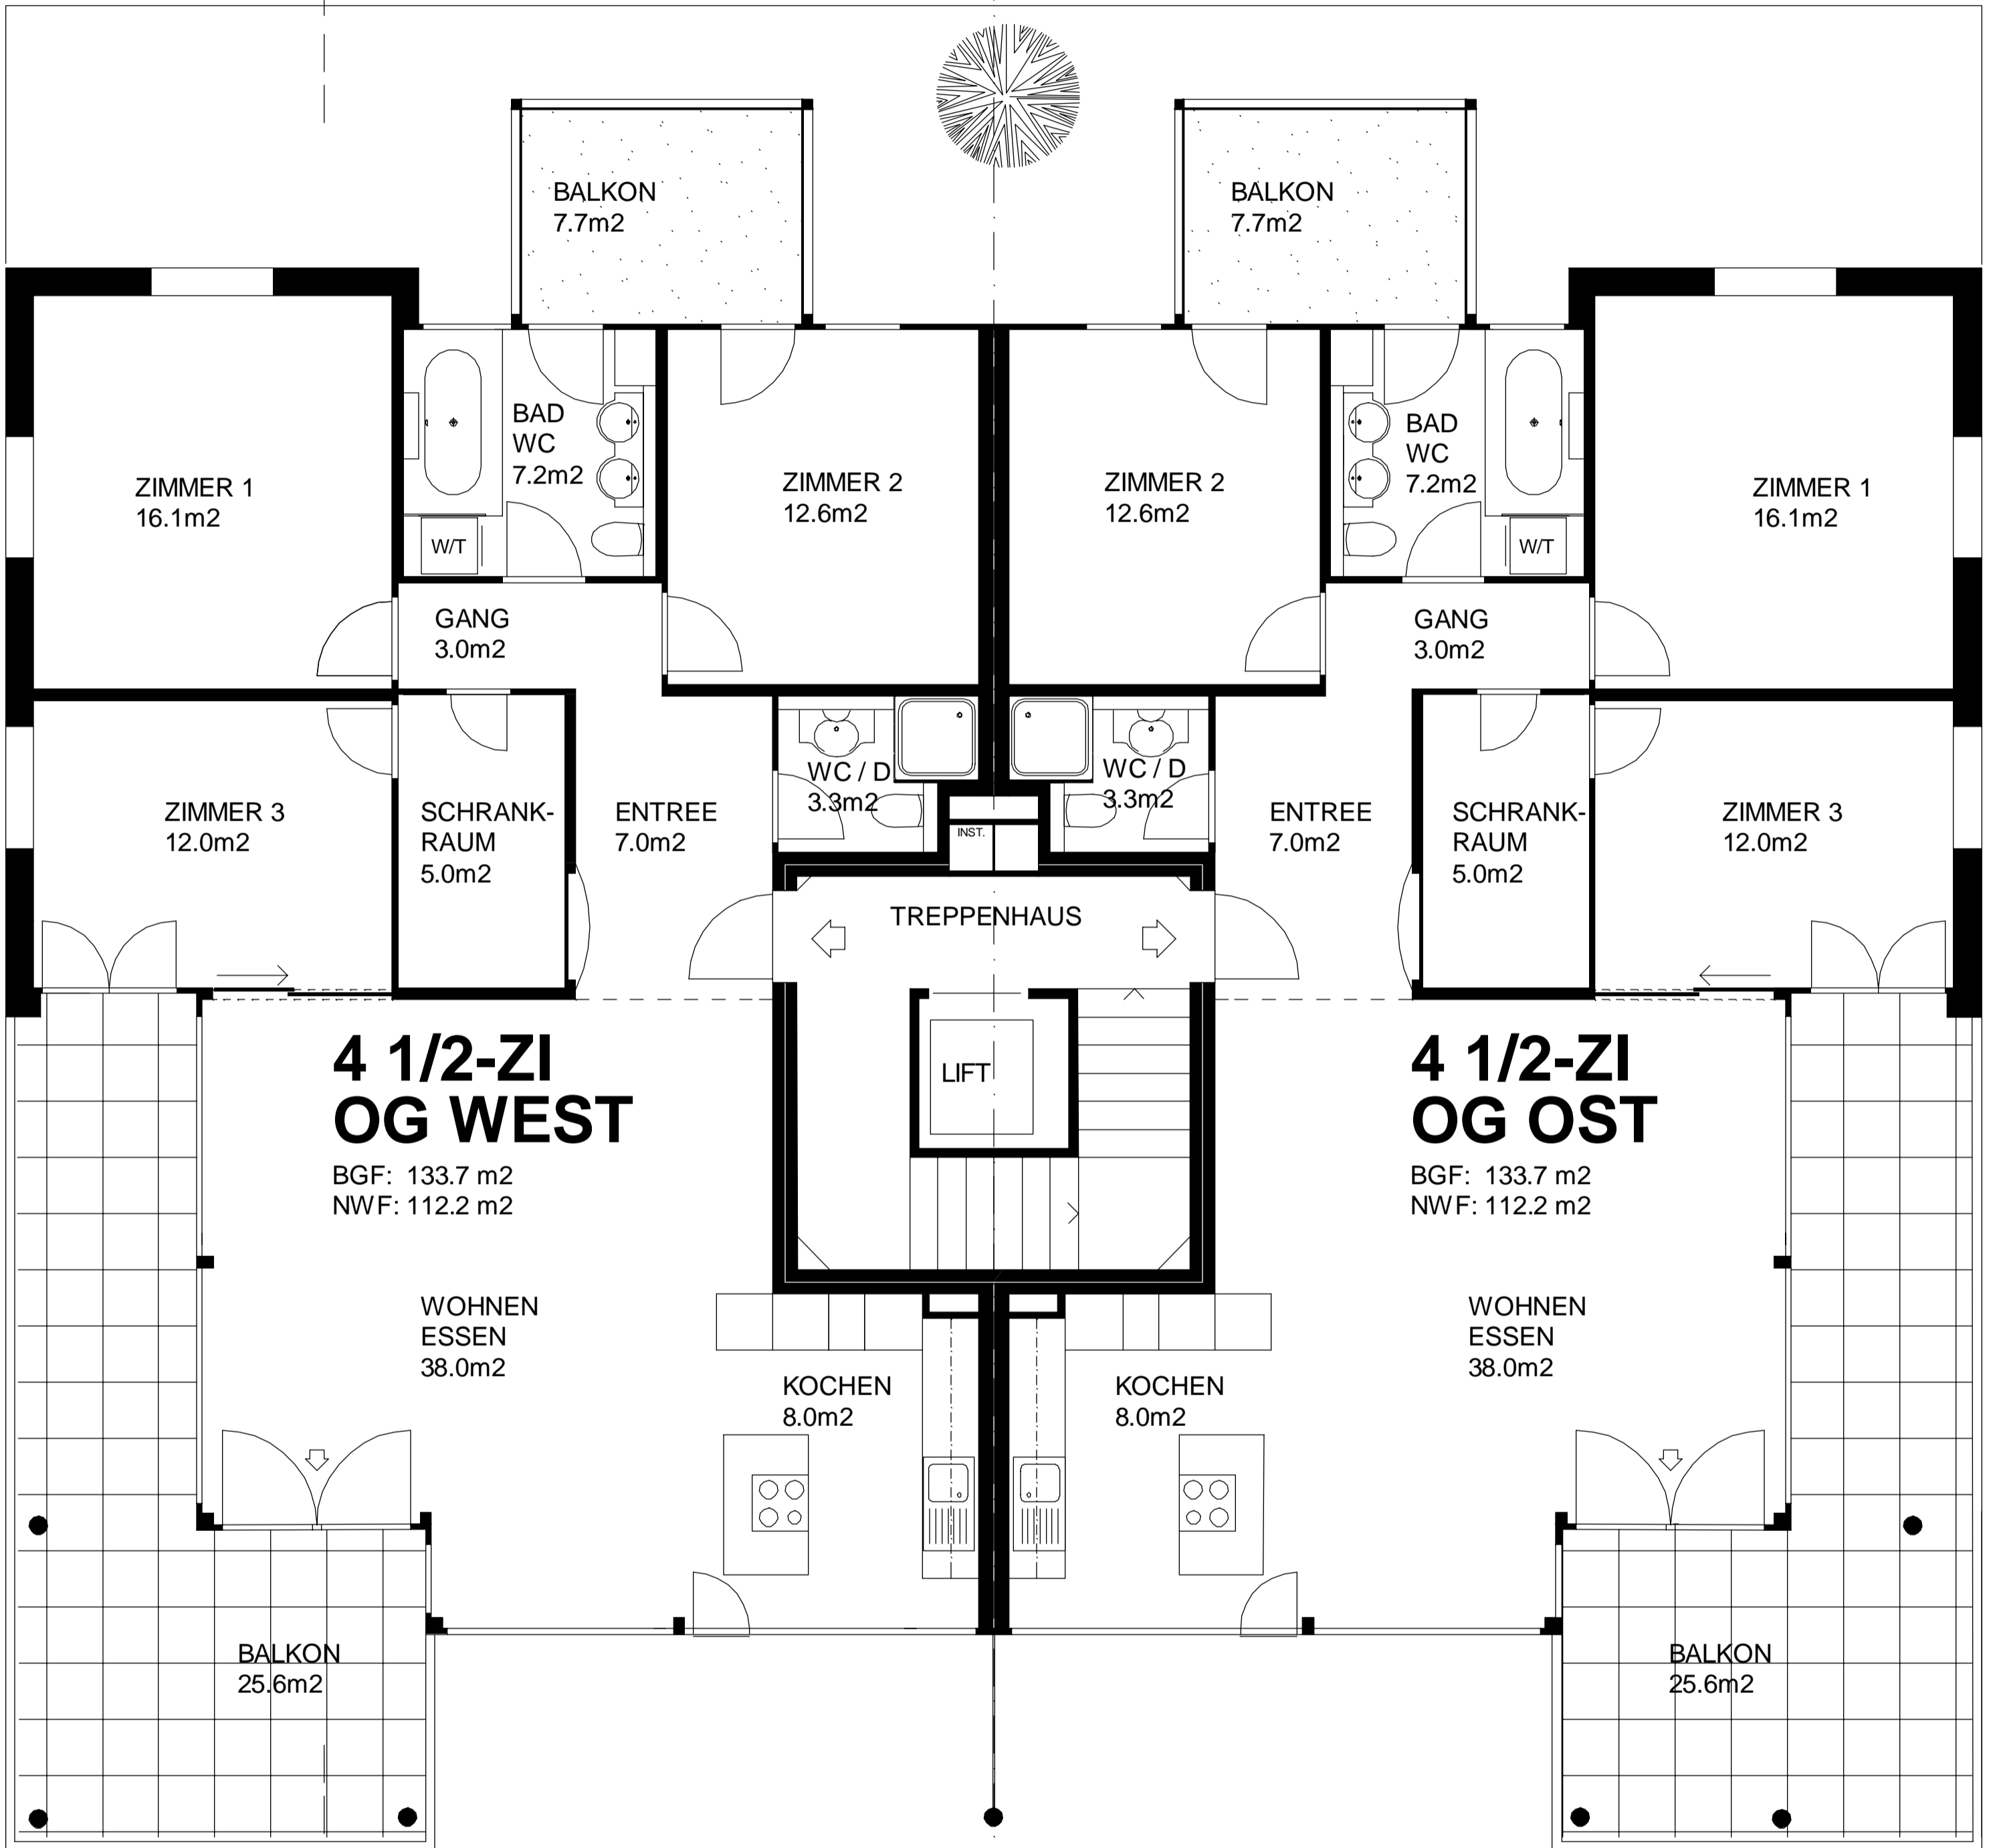 BALKON
7.7m2
BALKON
7.7m2
BAD
WC
7.2m2
BAD
WC
7.2m2
ZIMMER 1
16.1m2
ZIMMER 2
12.6m2
ZIMMER 2
12.6m2
ZIMMER 1
16.1m2
W/T
W/T
GANG
3.0m2
GANG
3.0m2
WC / D
3.3m2
WC / D
3.3m2
ZIMMER 3
12.0m2
SCHRANK-
RAUM
5.0m2
ENTREE
7.0m2
INST.
ENTREE
7.0m2
SCHRANK-
RAUM
5.0m2
ZIMMER 3
12.0m2
TREPPENHAUS
LIFT
4 1/2-ZI
OG WEST
BGF: 133.7 m2
NWF: 112.2 m2
4 1/2-ZI
OG OST
BGF: 133.7 m2
NWF: 112.2 m2
WOHNEN
ESSEN
38.0m2
WOHNEN
ESSEN
38.0m2
KOCHEN
8.0m2
KOCHEN
8.0m2
BALKON
25.6m2
BALKON
25.6m2